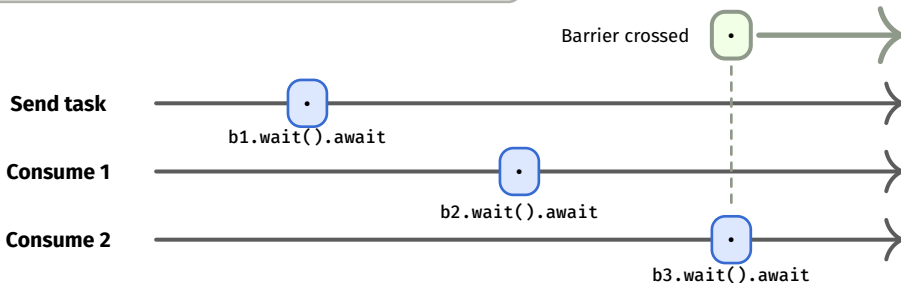 Barrier crossed
Send task
b1.wait().await
Consume 1
b2.wait().await
Consume 2
b3.wait().await